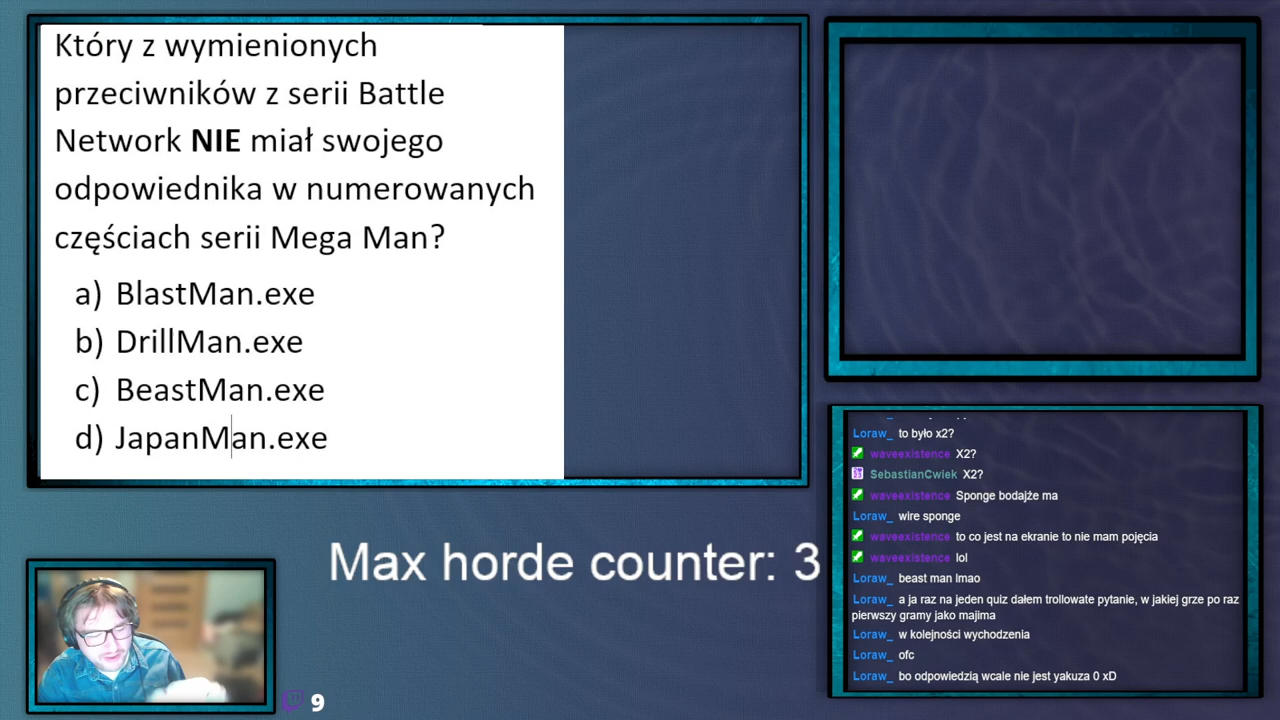 Który z wymienionych
przeciwników z serii Battle
Network NIE miał swojego
odpowiednika w numerowanych
częściach serii Mega Man?
a) BlastMan.exe
b) DrillMan.exe
c) BeastMan.exe
d) JapanMan.exe
Max horde counter: 3
Loraw_ to było x2?
waveexistence X2?
SebastianCwiek X2?
waveexistence Sponge bodajże ma
Loraw_ wire sponge
waveexistence to co jest na ekranie to nie mam pojęcia
waveexistence lol
Loraw_ beast man lmao
Loraw_ a ja raz na jeden quiz dałem trollowate pytanie, w jakiej grze po raz
pierwszy gramy jako majima
Loraw_ w kolejności wychodzenia
Loraw_ ofc
Loraw_ bo odpowiedzią wcale nie jest yakuza 0 xD
9